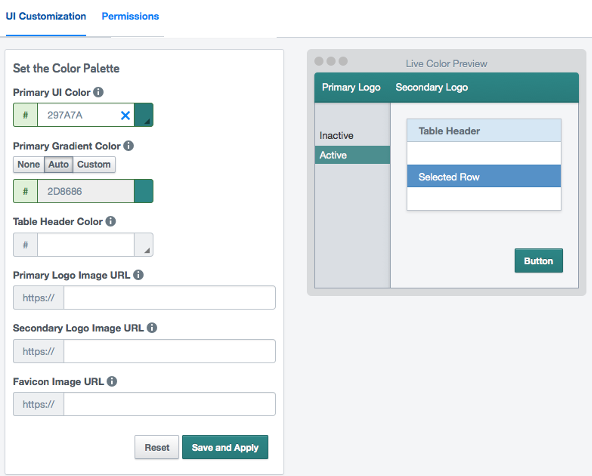 UI Customization Permissions
Set the Color Palette
Primary UI Color
# 297A7A
Primary Gradient Color
None Auto Custom
# 2D8686
Table Header Color
#
Primary Logo Image URL
https://
Secondary Logo Image URL
https://
Favicon Image URL
https://
Reset Save and Apply
Live Color Preview
Primary Logo Secondary Logo
Inactive
Active
Table Header
Selected Row
Button